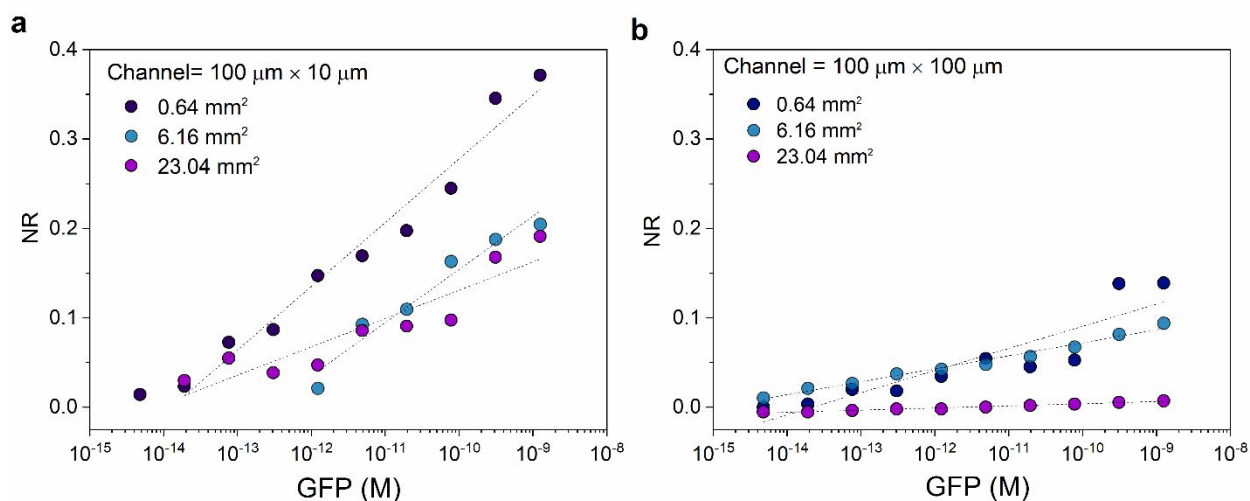 a
Channel= 100 μm × 10 μm
0.64 mm²
6.16 mm²
23.04 mm²
NR
0.4
0.3
0.2
0.1
0.0
10⁻¹⁵ 10⁻¹⁴ 10⁻¹³ 10⁻¹² 10⁻¹¹ 10⁻¹⁰ 10⁻⁹ 10⁻⁸
GFP (M)
b
Channel = 100 μm × 100 μm
0.64 mm²
6.16 mm²
23.04 mm²
NR
0.4
0.3
0.2
0.1
0.0
10⁻¹⁵ 10⁻¹⁴ 10⁻¹³ 10⁻¹² 10⁻¹¹ 10⁻¹⁰ 10⁻⁹ 10⁻⁸
GFP (M)